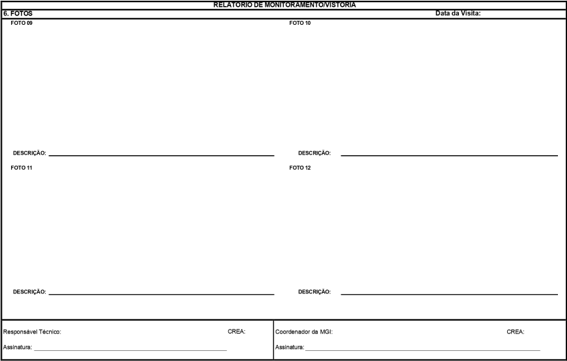 RELATÓRIO DE MONITORAMENTO/VISTORIA
6. FOTOS Data da Visita:
FOTO 09 FOTO 10
DESCRIÇÃO: DESCRIÇÃO:
FOTO 11 FOTO 12
DESCRIÇÃO: DESCRIÇÃO:
Responsável Técnico: CREA: Coordenador da MGI: CREA:
Assinatura: Assinatura: